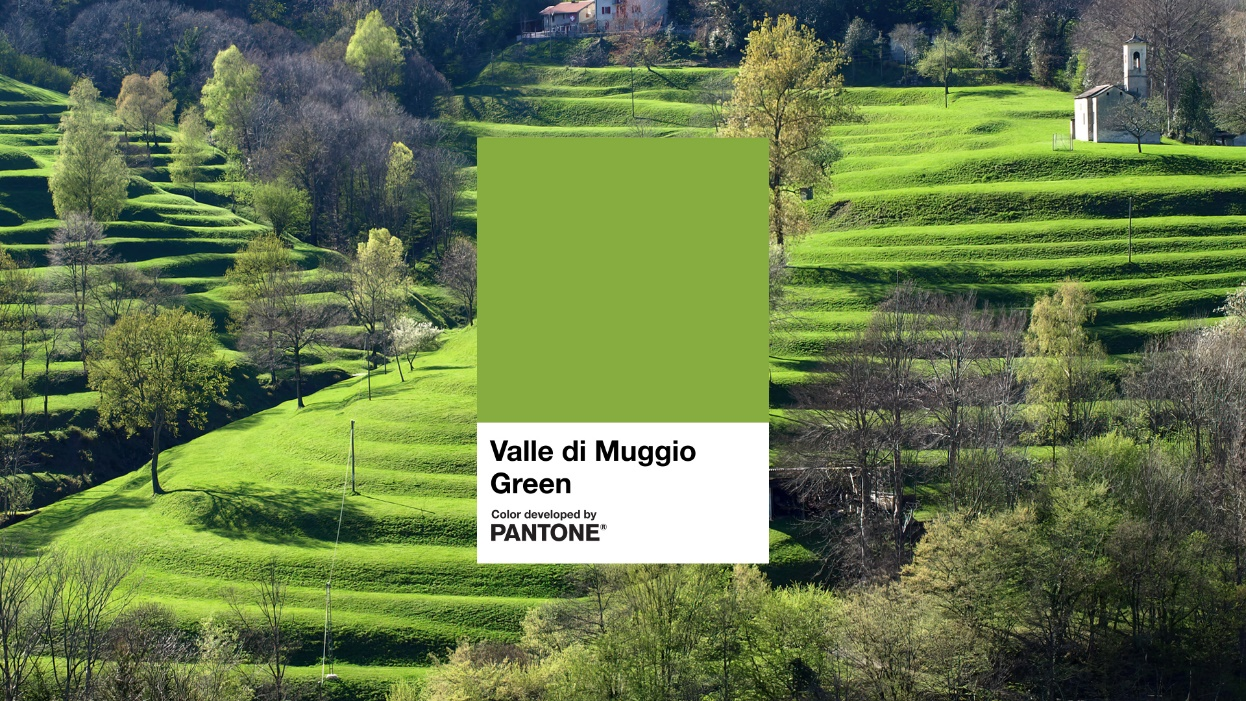 Valle di Muggio
Green
Color developed by
PANTONE®